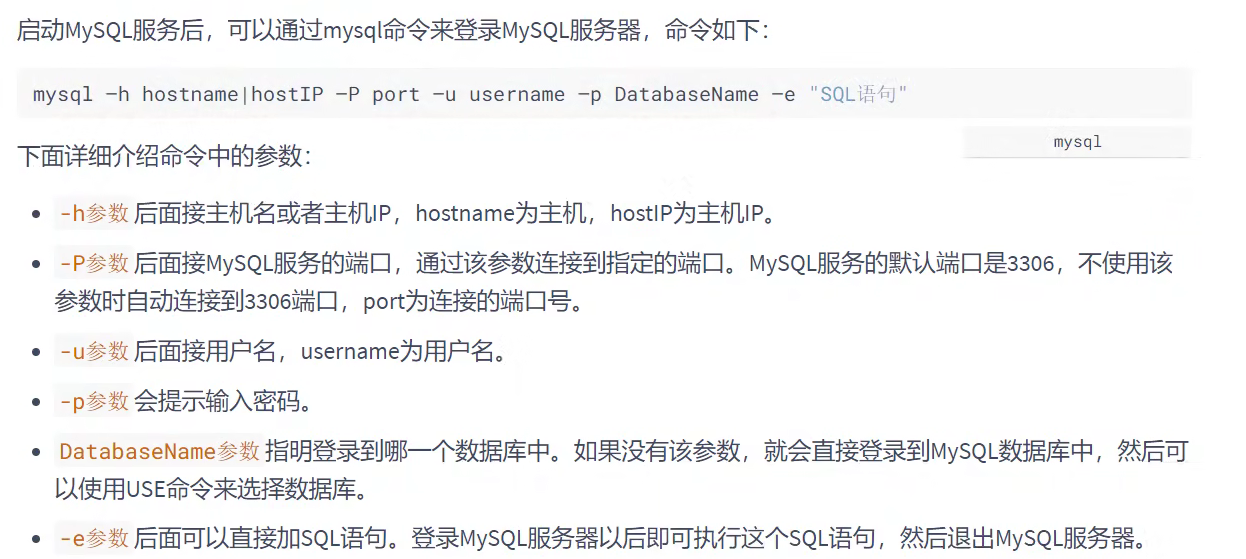 启动MySQL服务后，可以通过mysql命令来登录MySQL服务器，命令如下：
mysql –h hostname|hostIP –P port –u username –p DatabaseName –e "SQL语句"
mysql
下面详细介绍命令中的参数：
-h参数 后面接主机名或者主机IP，hostname为主机，hostIP为主机IP。
-P参数 后面接MySQL服务的端口，通过该参数连接到指定的端口。MySQL服务的默认端口是3306，不使用该
参数时自动连接到3306端口，port为连接的端口号。
-u参数 后面接用户名，username为用户名。
-p参数 会提示输入密码。
DatabaseName参数 指明登录到哪一个数据库中。如果没有该参数，就会直接登录到MySQL数据库中，然后可
以使用USE命令来选择数据库。
-e参数 后面可以直接加SQL语句。登录MySQL服务器以后即可执行这个SQL语句，然后退出MySQL服务器。